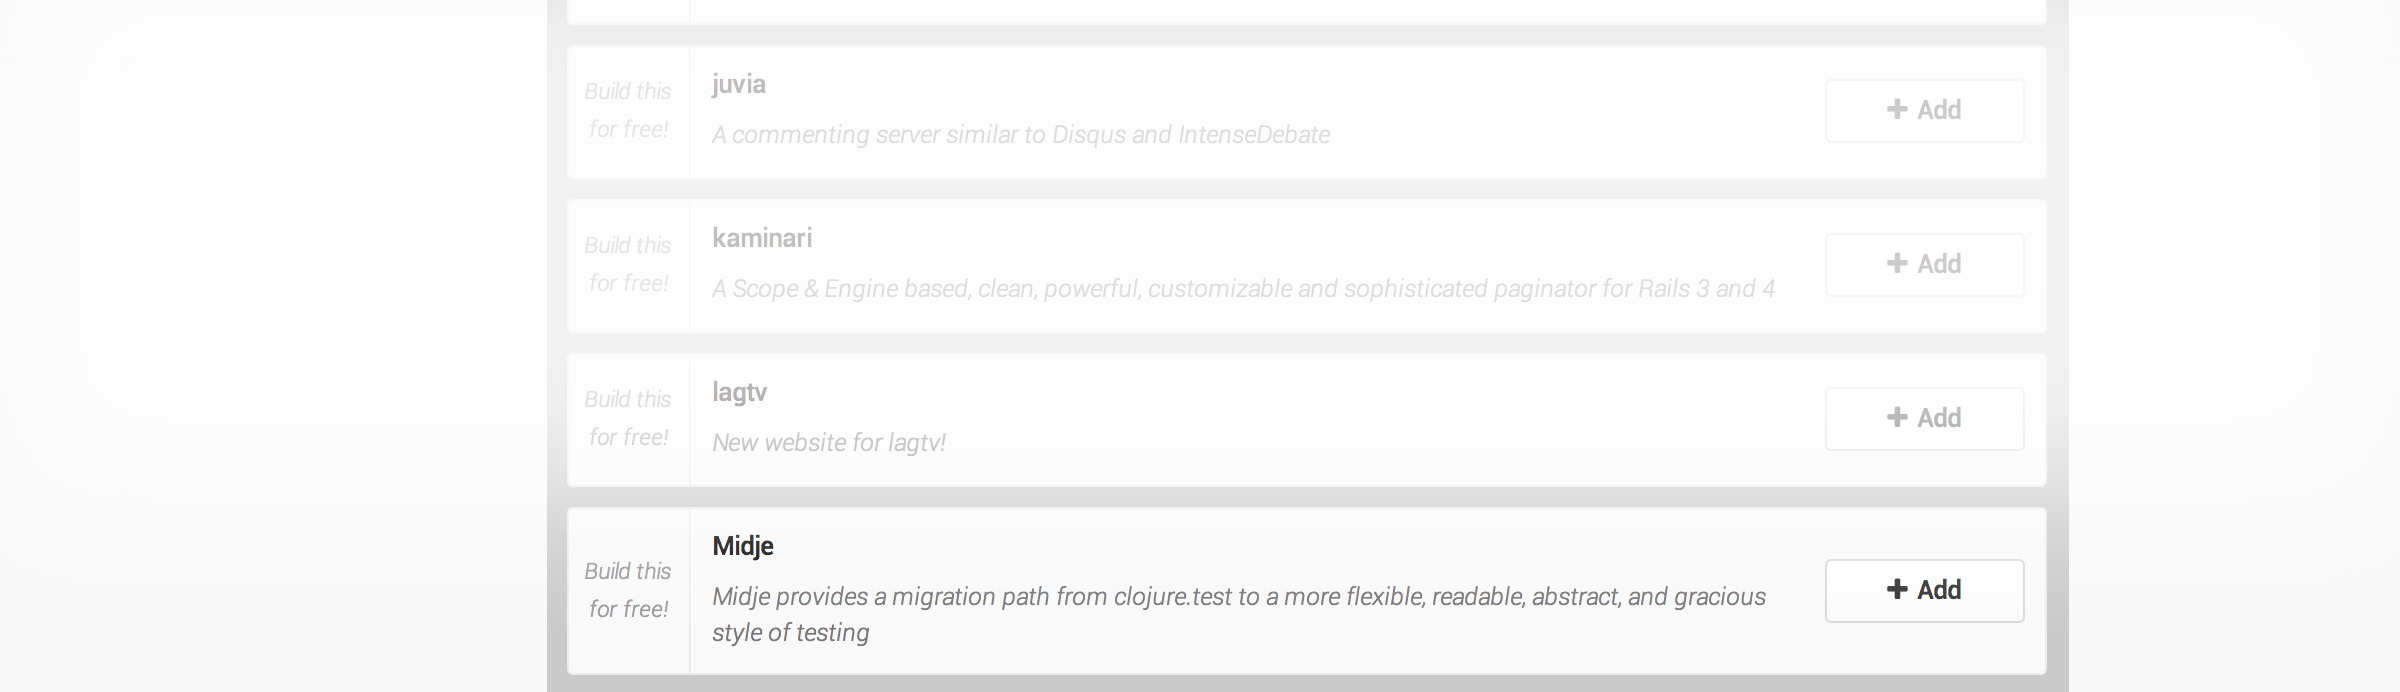 juvia
Build this
for free!
A commenting server similar to Disqus and IntenseDebate
Add
kaminari
Build this
for free!
A Scope & Engine based, clean, powerful, customizable and sophisticated paginator for Rails 3 and 4
Add
lagtv
Build this
for free!
New website for lagtv!
Add
Midje
Build this
for free!
Midje provides a migration path from clojure.test to a more flexible, readable, abstract, and gracious
style of testing
Add